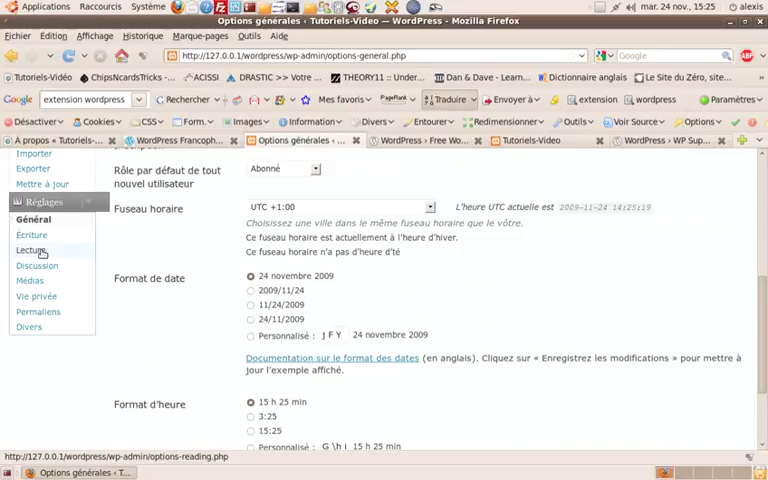 Raccourcis Système mar. 24 nov., 15:25 alexis
Options générales ‹ Tutoriels-Video — WordPress - Mozilla Firefox
Fichier Édition Affichage Historique Marque-pages Outils Aide
http://127.0.0.1/wordpress/wp-admin/options-general.php Google
Tutoriels-Vidéo ChipsNcardsTricks -... ACISSI DRASTIC >> Votre ... THEORY11 :: Under... Dan & Dave - Learn... Dictionnaire anglais Le Site du Zéro, site...
Google extension wordpress Rechercher Mes favoris PageRank Traduire Envoyer à extension wordpress Paramètres
Désactiver Cookies CSS Form. Images Information Divers Entourer Redimensionner Outils Voir Source Options
À propos « Tutoriels-... WordPress Francoph... Options générales ‹ ... WordPress › Free Wo... Tutoriels-Video WordPress › WP Sup...
Importer
Exporter
Rôle par défaut de tout nouvel utilisateur Abonné
Mettre à jour
Réglages
Fuseau horaire UTC +1:00 L'heure UTC actuelle est 2009-11-24 14:25:19
Général
Choisissez une ville dans le même fuseau horaire que le vôtre.
Écriture
Ce fuseau horaire est actuellement à l'heure d'hiver.
Lecture
Ce fuseau horaire n'a pas d'heure d'été
Discussion
Médias
Vie privée
Permaliens
Divers
Format de date
24 novembre 2009
2009/11/24
11/24/2009
24/11/2009
Personnalisé : j F Y 24 novembre 2009
Documentation sur le format des dates (en anglais). Cliquez sur « Enregistrez les modifications » pour mettre à
jour l'exemple affiché.
Format d'heure
15 h 25 min
3:25
15:25
Personnalisé : G \h i 15 h 25 min
http://127.0.0.1/wordpress/wp-admin/options-reading.php
Options générales ‹ T...